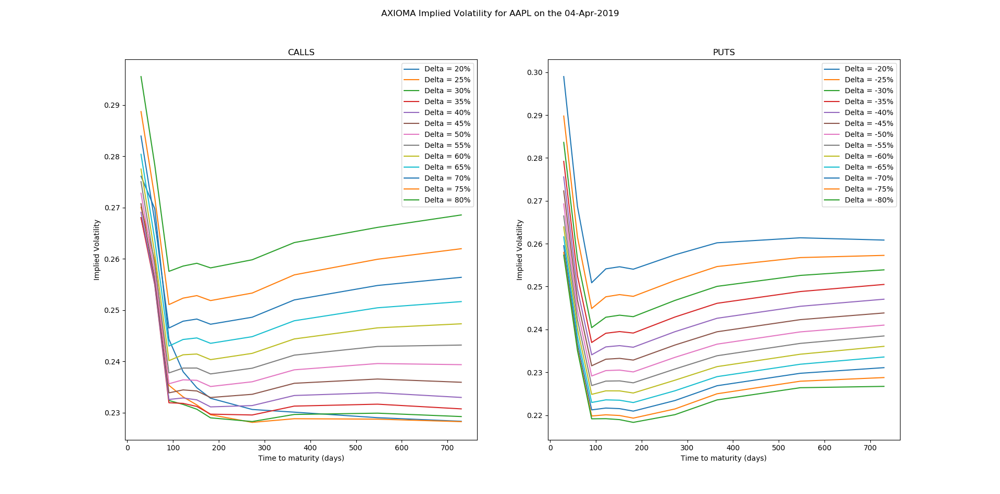 AXIOMA Implied Volatility for AAPL on the 04-Apr-2019
CALLS
0.29
0.28
0.27
0.26
0.25
0.24
0.23
Implied Volatility
0 100 200 300 400 500 600 700
Time to maturity (days)
Delta = 20%
Delta = 25%
Delta = 30%
Delta = 35%
Delta = 40%
Delta = 45%
Delta = 50%
Delta = 55%
Delta = 60%
Delta = 65%
Delta = 70%
Delta = 75%
Delta = 80%
PUTS
0.30
0.29
0.28
0.27
0.26
0.25
0.24
0.23
0.22
Implied Volatility
0 100 200 300 400 500 600 700
Time to maturity (days)
Delta = -20%
Delta = -25%
Delta = -30%
Delta = -35%
Delta = -40%
Delta = -45%
Delta = -50%
Delta = -55%
Delta = -60%
Delta = -65%
Delta = -70%
Delta = -75%
Delta = -80%